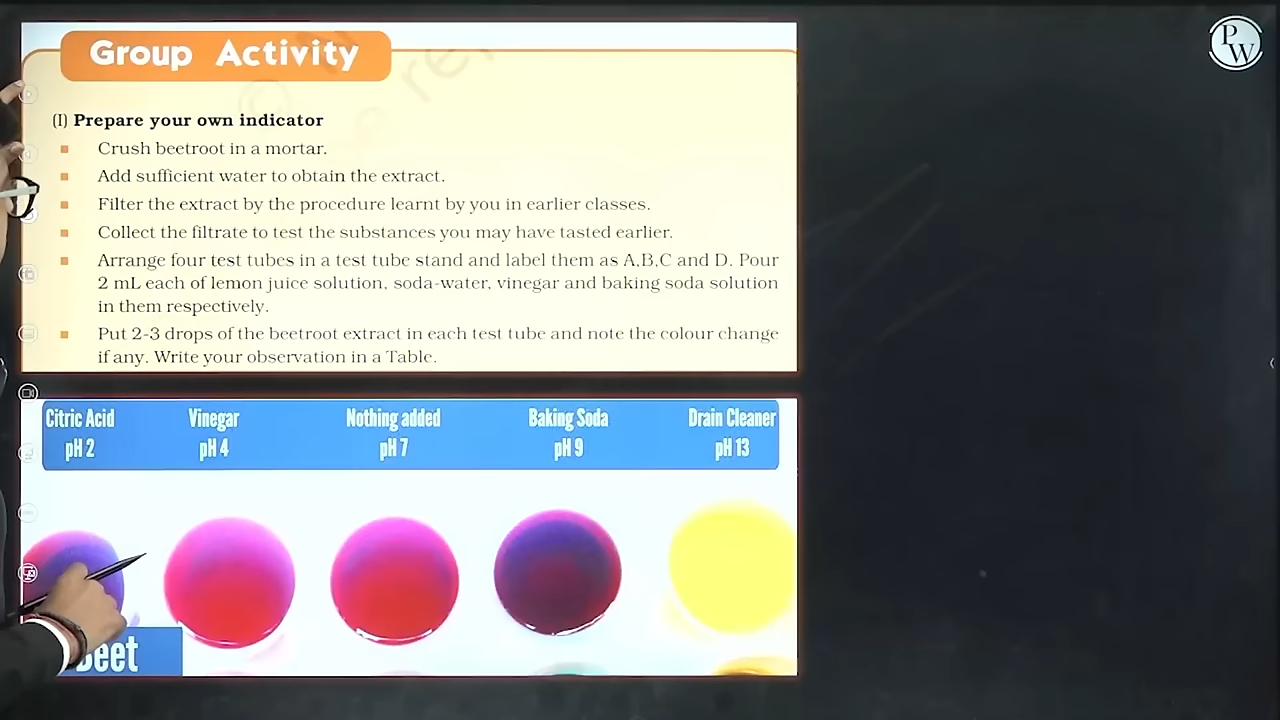 PW
Group Activity
(I) Prepare your own indicator
▪ Crush beetroot in a mortar.
▪ Add sufficient water to obtain the extract.
▪ Filter the extract by the procedure learnt by you in earlier classes.
▪ Collect the filtrate to test the substances you may have tasted earlier.
▪ Arrange four test tubes in a test tube stand and label them as A,B,C and D. Pour
2 mL each of lemon juice solution, soda-water, vinegar and baking soda solution
in them respectively.
▪ Put 2-3 drops of the beetroot extract in each test tube and note the colour change
if any. Write your observation in a Table.
Citric Acid Vinegar Nothing added Baking Soda Drain Cleaner
pH 2 pH 4 pH 7 pH 9 pH 13
Beet